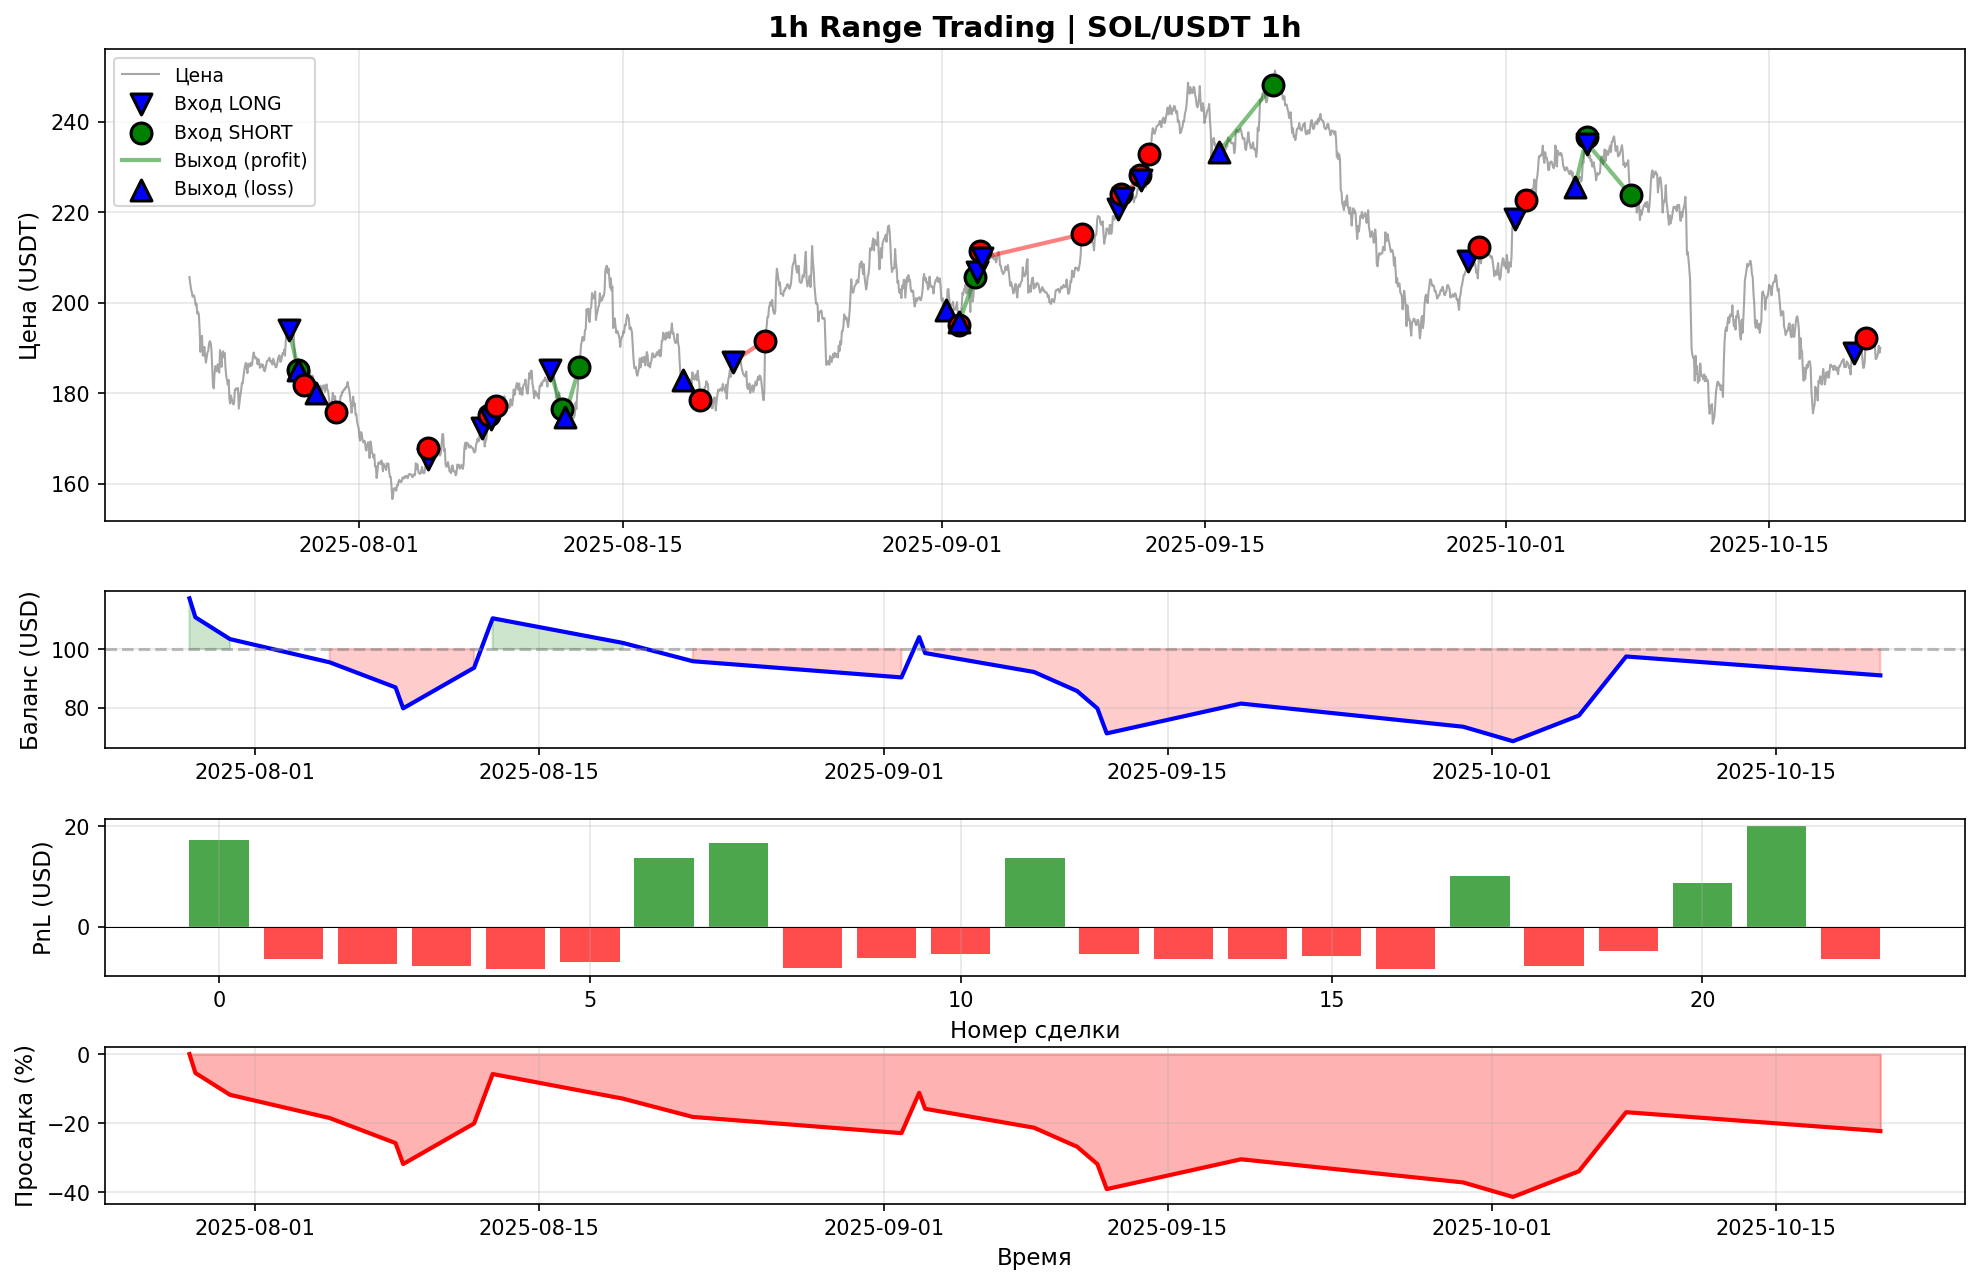 1h Range Trading | SOL/USDT 1h
Цена (USDT)
240
220
200
180
160
Цена
Вход LONG
Вход SHORT
Выход (profit)
Выход (loss)
2025-08-01 2025-08-15 2025-09-01 2025-09-15 2025-10-01 2025-10-15
Баланс (USD)
100
80
2025-08-01 2025-08-15 2025-09-01 2025-09-15 2025-10-01 2025-10-15
PnL (USD)
20
0
0 5 10 15 20
Номер сделки
Просадка (%)
0
−20
−40
2025-08-01 2025-08-15 2025-09-01 2025-09-15 2025-10-01 2025-10-15
Время